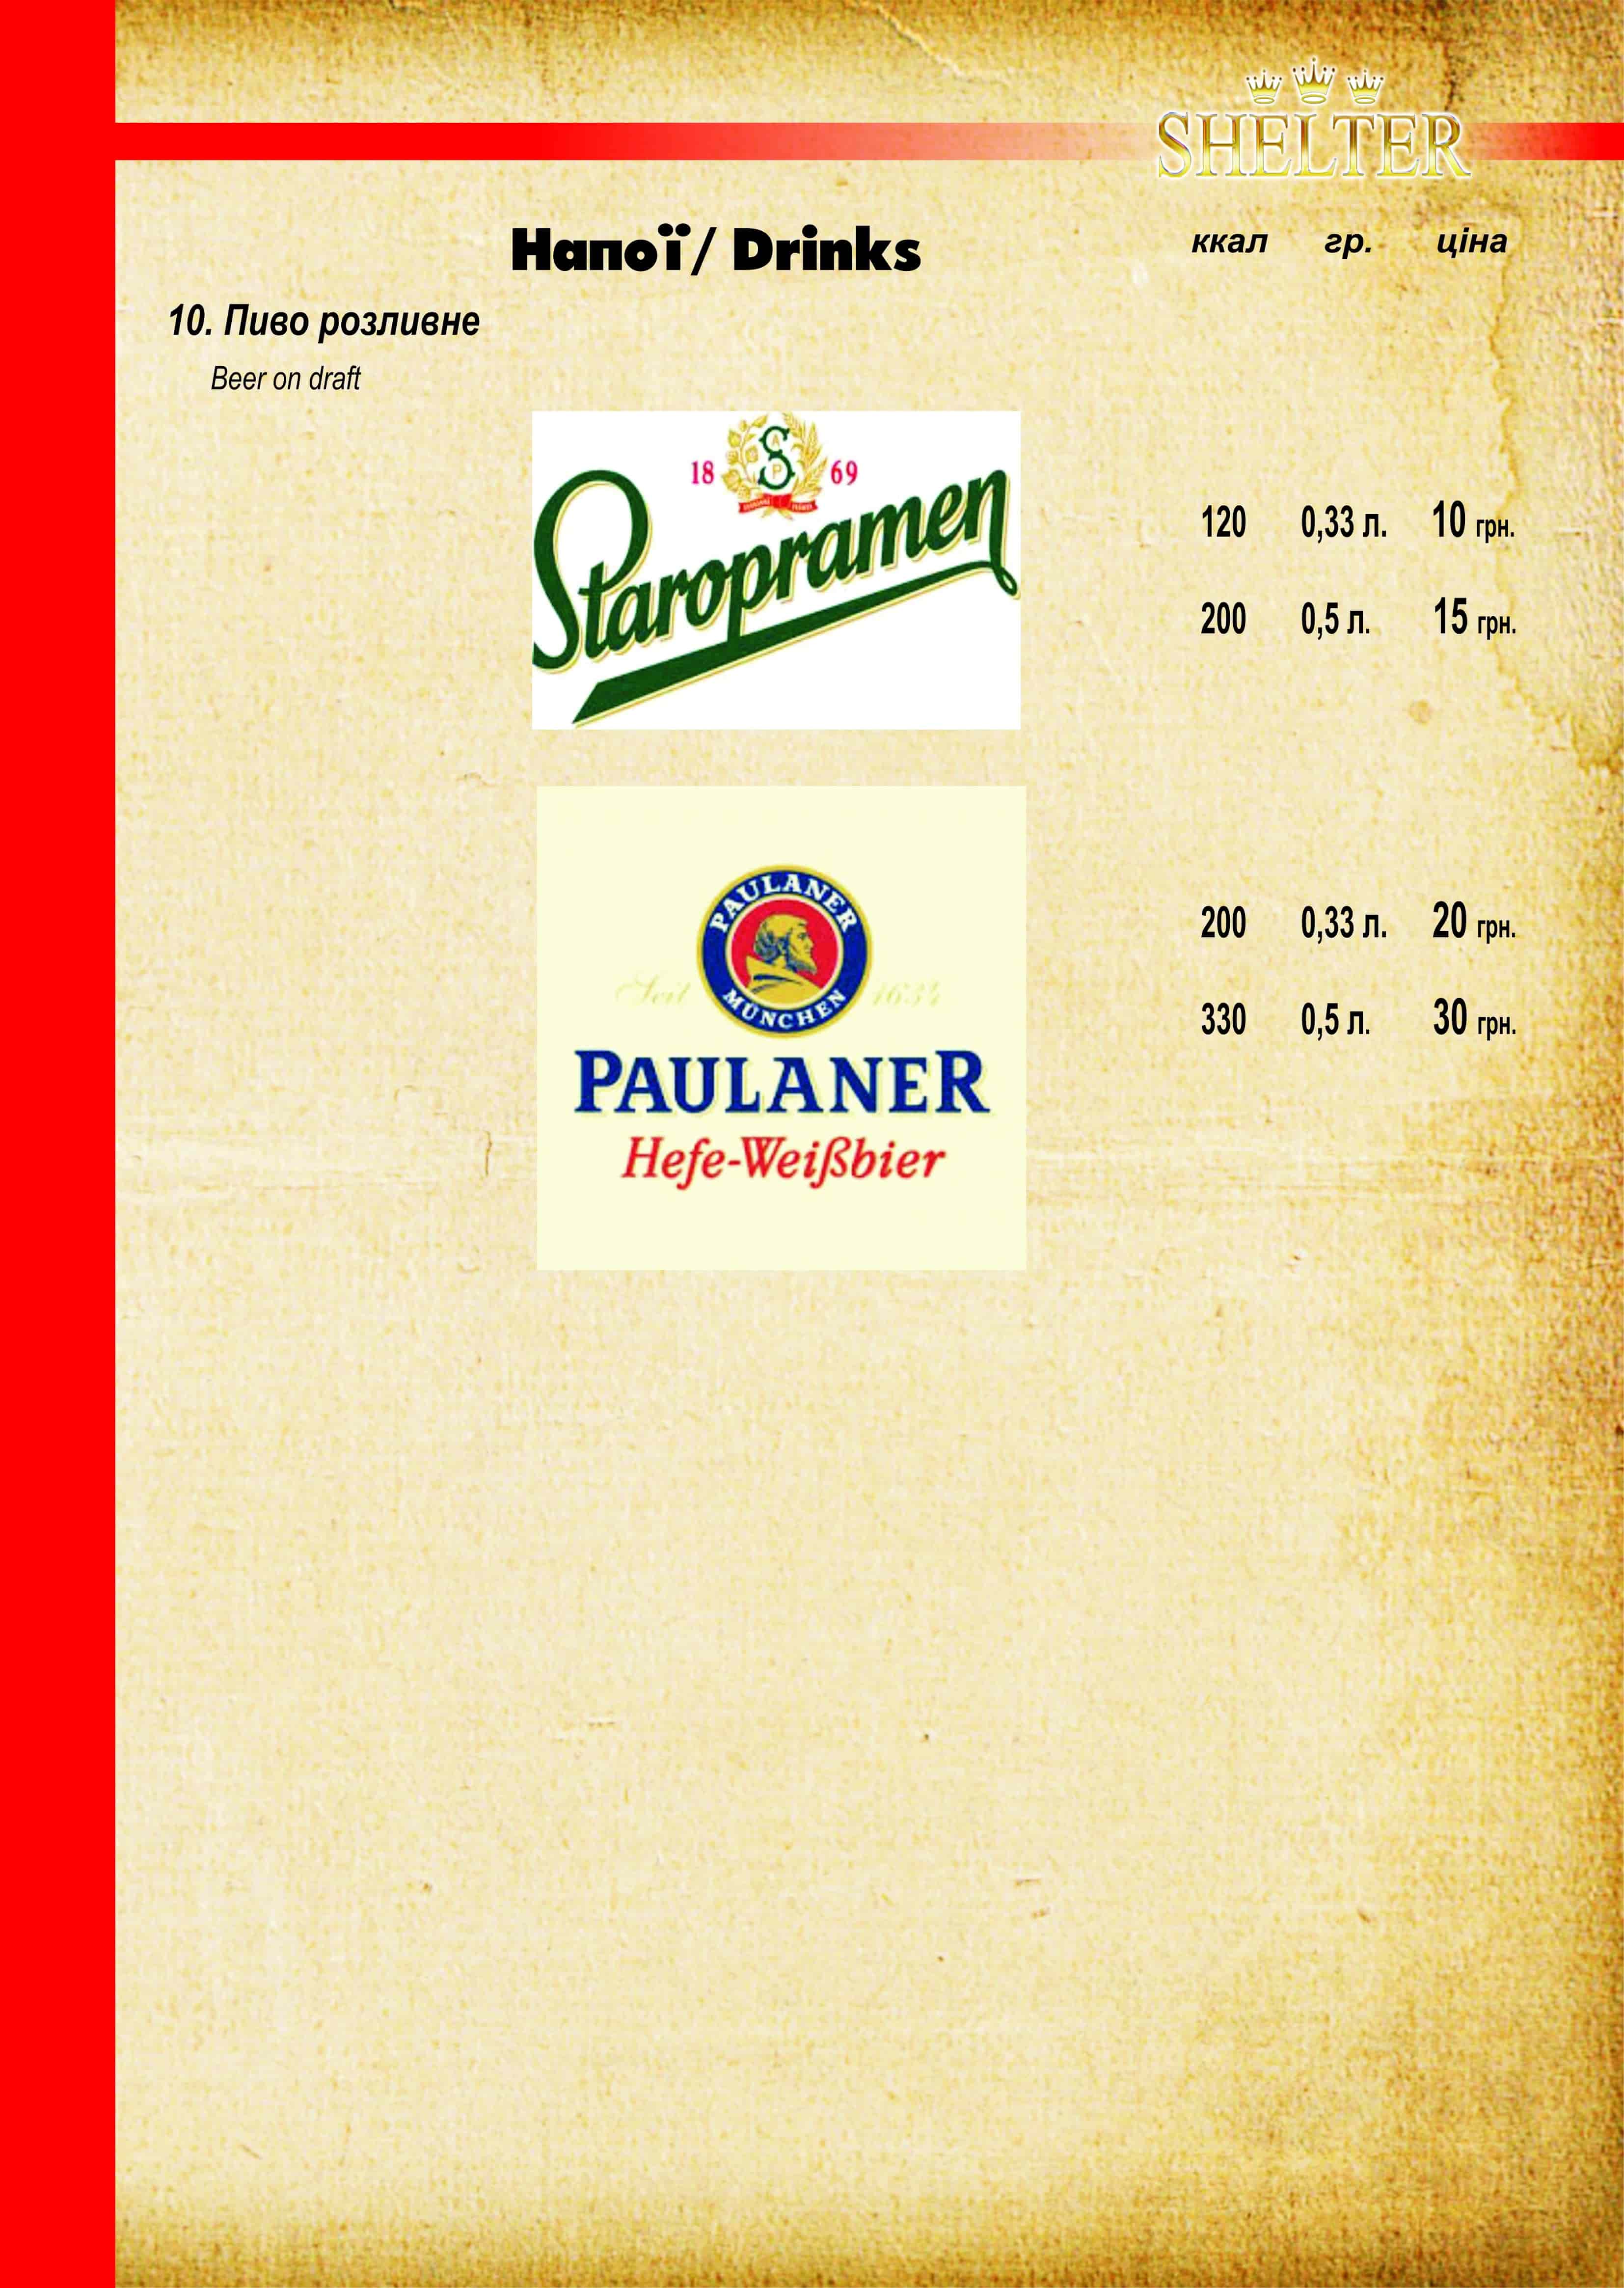 SHELTER
Напої/ Drinks ккал гр. ціна
10. Пиво розливне
Beer on draft
18 69
Staropramen
120 0,33 л. 10 грн.
200 0,5 л. 15 грн.
PAULANER
MÜNCHEN
Seit 1634
PAULANER
Hefe-Weißbier
200 0,33 л. 20 грн.
330 0,5 л. 30 грн.